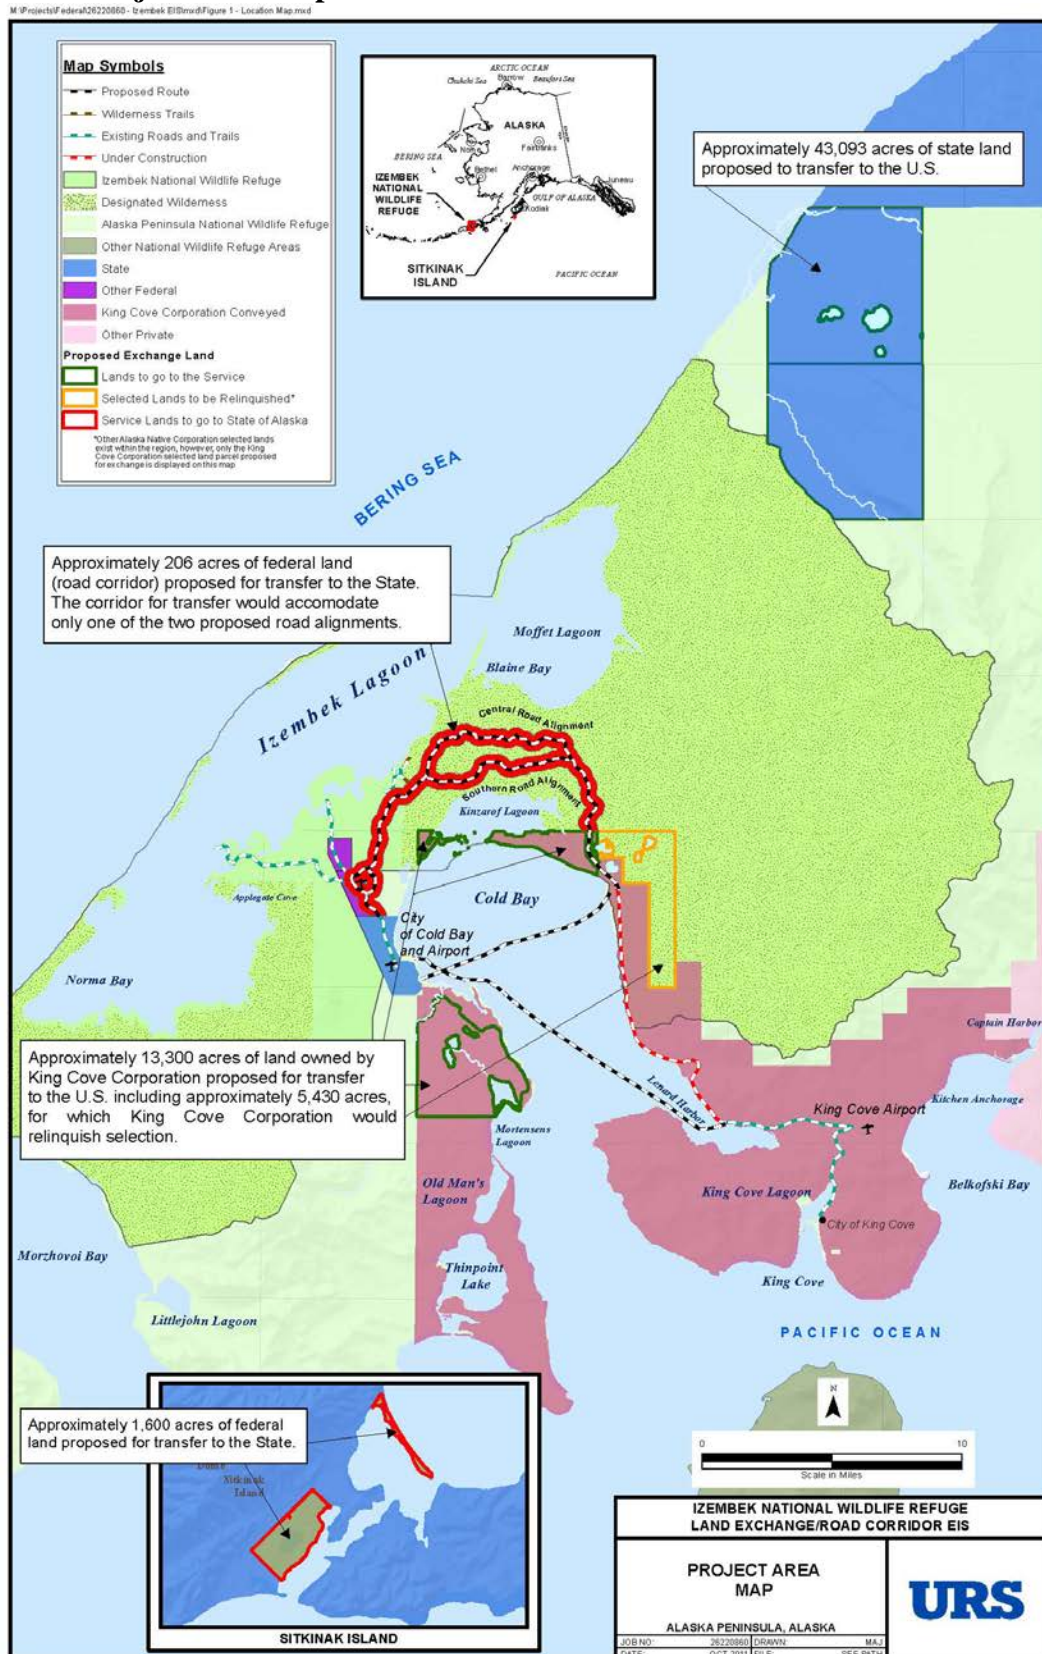 M:\Projects\Federal\26220860 - Izembek EIS\mxd\Figure 1 - Location Map.mxd
Map Symbols
Proposed Route
Wilderness Trails
Existing Roads and Trails
Under Construction
Izembek National Wildlife Refuge
Designated Wilderness
Alaska Peninsula National Wildlife Refuge
Other National Wildlife Refuge Areas
State
Other Federal
King Cove Corporation Conveyed
Other Private
Proposed Exchange Land
Lands to go to the Service
Selected Lands to be Relinquished*
Service Lands to go to State of Alaska
*Other Alaska Native Corporation selected lands
exist within the region, however, only the King
Cove Corporation selected land parcel proposed
for exchange is displayed on this map
ARCTIC OCEAN
Chukchi Sea
Barrow
Beaufort Sea
ALASKA
Nome
Fairbanks
BERING SEA
Bethel
Anchorage
Juneau
IZEMBEK
NATIONAL
WILDLIFE
REFUGE
GULF OF ALASKA
Kodiak
SITKINAK
ISLAND
PACIFIC OCEAN
Approximately 43,093 acres of state land
proposed to transfer to the U.S.
BERING SEA
Approximately 206 acres of federal land
(road corridor) proposed for transfer to the State.
The corridor for transfer would accomodate
only one of the two proposed road alignments.
Moffet Lagoon
Blaine Bay
Izembek Lagoon
Central Road Alignment
Southern Road Alignment
Kinzarof Lagoon
Applegate Cove
Cold Bay
City
of Cold Bay
and Airport
Norma Bay
Captain Harbor
Approximately 13,300 acres of land owned by
King Cove Corporation proposed for transfer
to the U.S. including approximately 5,430 acres,
for which King Cove Corporation would
relinquish selection.
Lenard Harbor
King Cove Airport
Kitchen Anchorage
Mortensens
Lagoon
Old Man's
Lagoon
King Cove Lagoon
Belkofski Bay
City of King Cove
Morzhovoi Bay
Thinpoint
Lake
King Cove
Littlejohn Lagoon
PACIFIC OCEAN
Approximately 1,600 acres of federal
land proposed for transfer to the State.
Sitkinak
Island
SITKINAK ISLAND
N
0 10
Scale in Miles
IZEMBEK NATIONAL WILDLIFE REFUGE
LAND EXCHANGE/ROAD CORRIDOR EIS
PROJECT AREA
MAP
ALASKA PENINSULA, ALASKA
URS
JOB NO: 26220860 DRAWN: MAJ
DATE: OCT 2011 FILE: SEE PATH